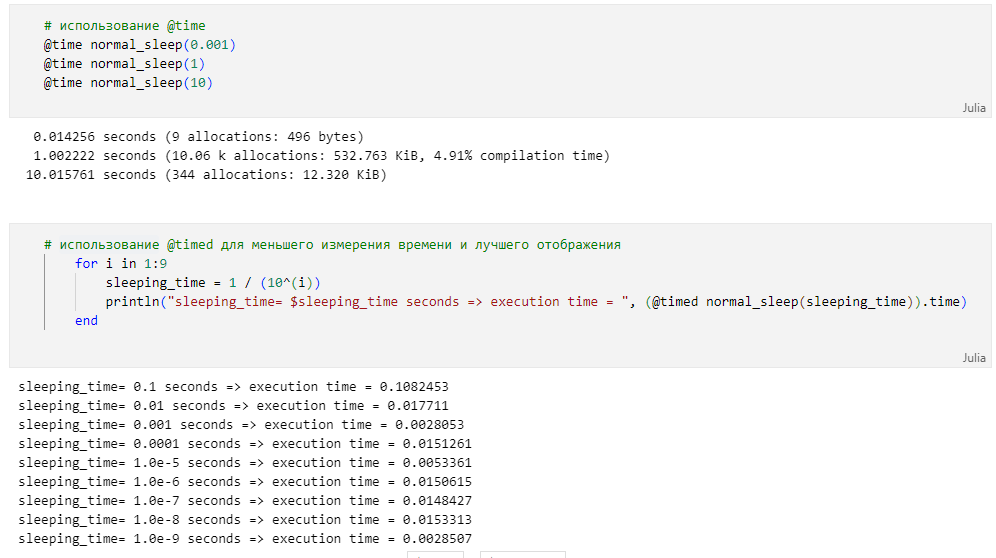 # использование @time
@time normal_sleep(0.001)
@time normal_sleep(1)
@time normal_sleep(10)
Julia
0.014256 seconds (9 allocations: 496 bytes)
1.002222 seconds (10.06 k allocations: 532.763 KiB, 4.91% compilation time)
10.015761 seconds (344 allocations: 12.320 KiB)
# использование @timed для меньшего измерения времени и лучшего отображения
for i in 1:9
sleeping_time = 1 / (10^(i))
println("sleeping_time= $sleeping_time seconds => execution time = ", (@timed normal_sleep(sleeping_time)).time)
end
Julia
sleeping_time= 0.1 seconds => execution time = 0.1082453
sleeping_time= 0.01 seconds => execution time = 0.017711
sleeping_time= 0.001 seconds => execution time = 0.0028053
sleeping_time= 0.0001 seconds => execution time = 0.0151261
sleeping_time= 1.0e-5 seconds => execution time = 0.0053361
sleeping_time= 1.0e-6 seconds => execution time = 0.0150615
sleeping_time= 1.0e-7 seconds => execution time = 0.0148427
sleeping_time= 1.0e-8 seconds => execution time = 0.0153313
sleeping_time= 1.0e-9 seconds => execution time = 0.0028507